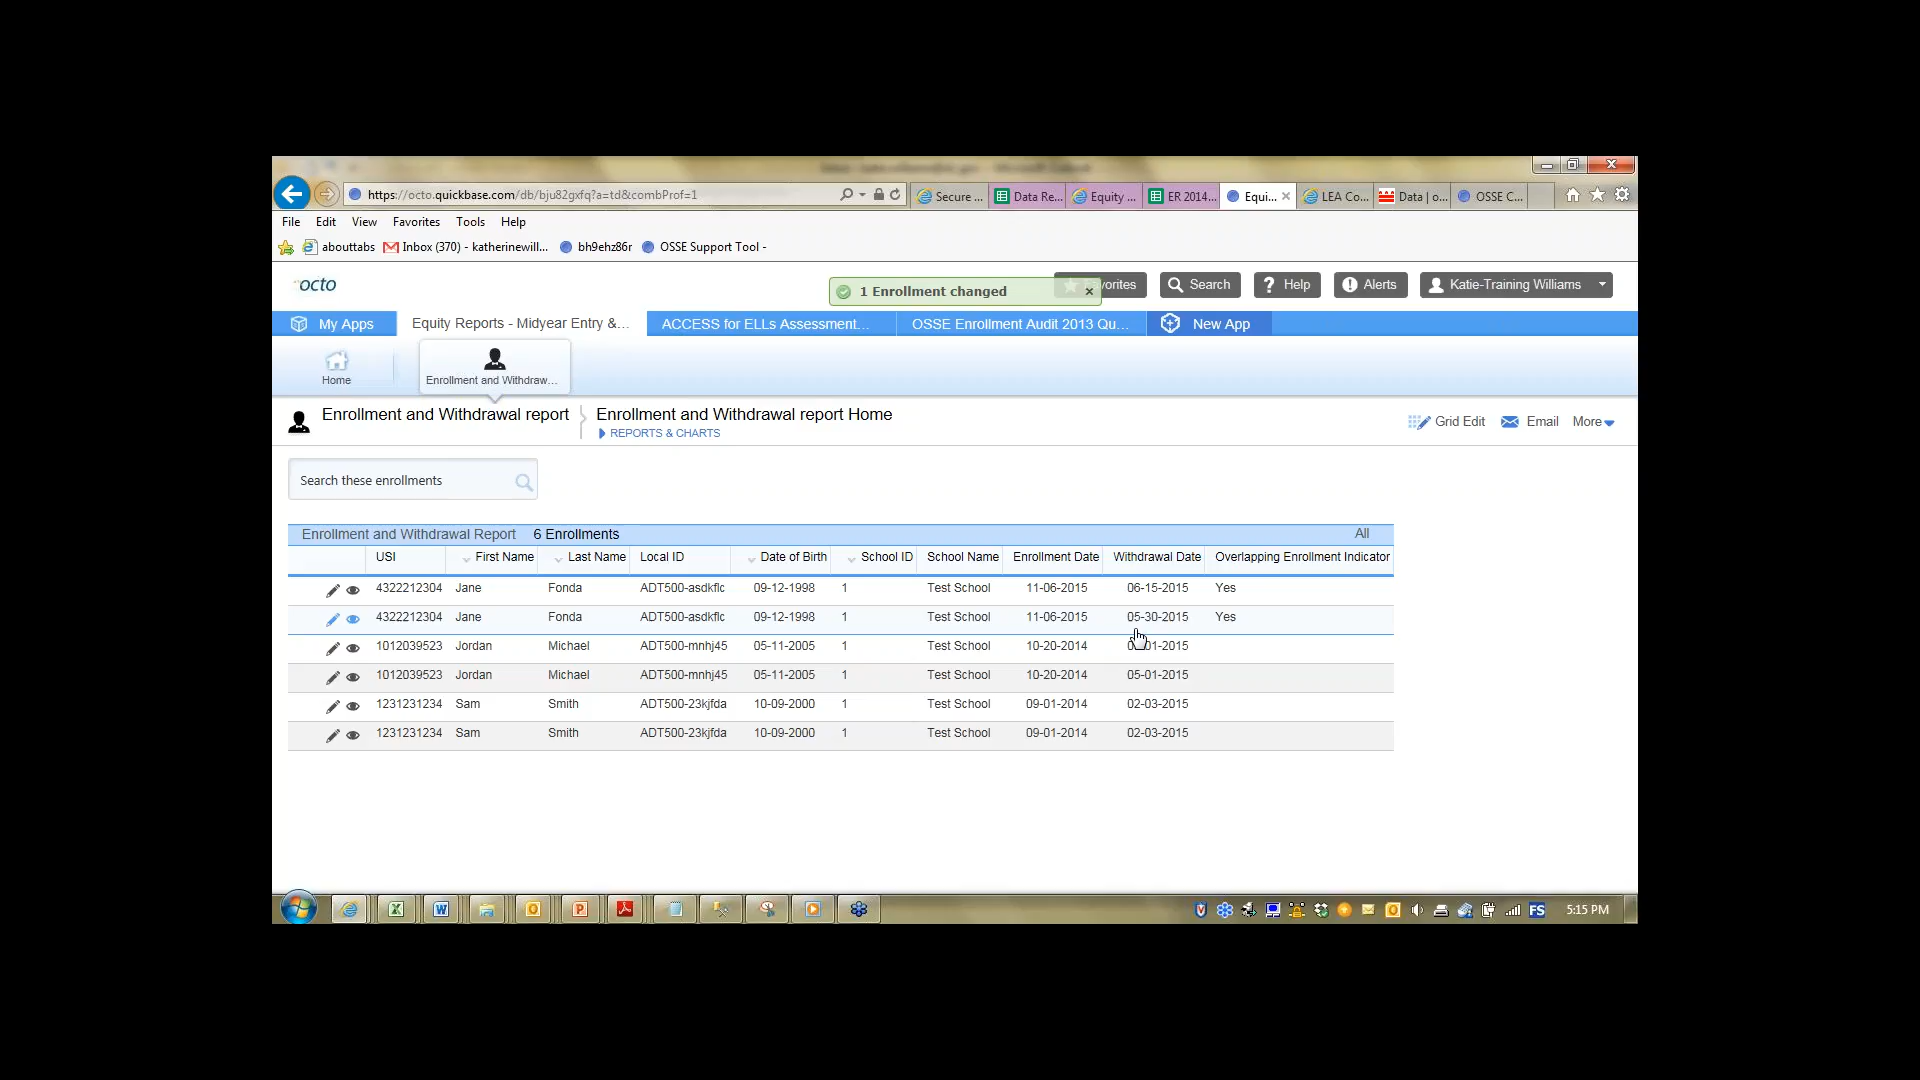 https://octo.quickbase.com/db/bju82gxfq?a=td&combProf=1 Secure ... Data Re... Equity ... ER 2014... Equi... LEA Co... Data | o... OSSE C...
File Edit View Favorites Tools Help
abouttabs Inbox (370) - katherinewill... bh9ehz86r OSSE Support Tool -
octo 1 Enrollment changed Search Help Alerts Katie-Training Williams
My Apps Equity Reports - Midyear Entry &... ACCESS for ELLs Assessment... OSSE Enrollment Audit 2013 Qu... New App
Home Enrollment and Withdraw...
Enrollment and Withdrawal report Enrollment and Withdrawal report Home
REPORTS & CHARTS Grid Edit Email More
Search these enrollments
Enrollment and Withdrawal Report 6 Enrollments All
USI First Name Last Name Local ID Date of Birth School ID School Name Enrollment Date Withdrawal Date Overlapping Enrollment Indicator
4322212304 Jane Fonda ADT500-asdkflc 09-12-1998 1 Test School 11-06-2015 06-15-2015 Yes
4322212304 Jane Fonda ADT500-asdkflc 09-12-1998 1 Test School 11-06-2015 05-30-2015 Yes
1012039523 Jordan Michael ADT500-mnhj45 05-11-2005 1 Test School 10-20-2014
1012039523 Jordan Michael ADT500-mnhj45 05-11-2005 1 Test School 10-20-2014 05-01-2015
1231231234 Sam Smith ADT500-23kjfda 10-09-2000 1 Test School 09-01-2014 02-03-2015
1231231234 Sam Smith ADT500-23kjfda 10-09-2000 1 Test School 09-01-2014 02-03-2015
FS 5:15 PM